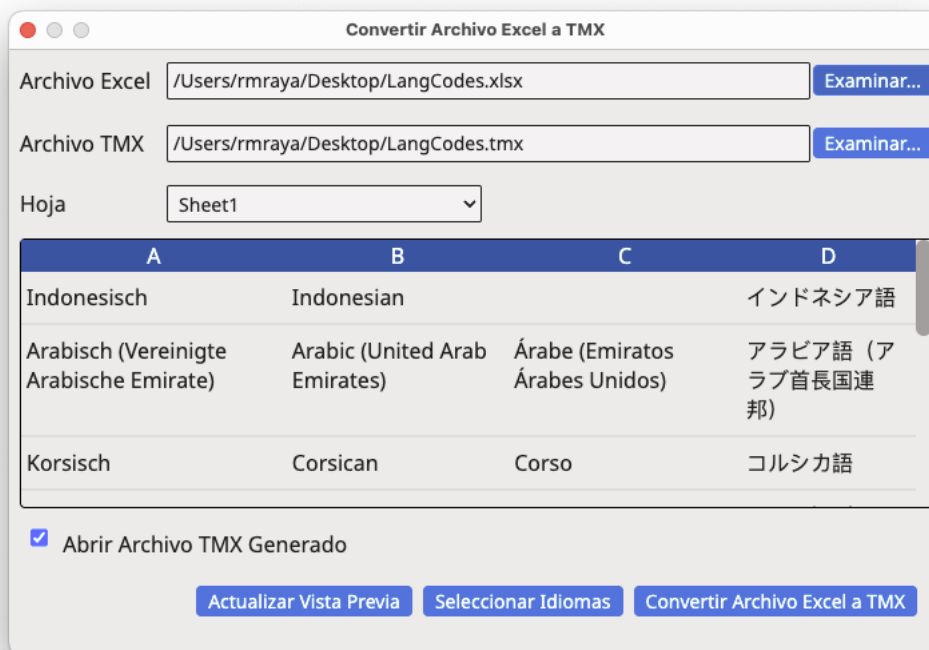 Convertir Archivo Excel a TMX
Archivo Excel /Users/rmraya/Desktop/LangCodes.xlsx Examinar...
Archivo TMX /Users/rmraya/Desktop/LangCodes.tmx Examinar...
Hoja Sheet1
A B C D
Indonesisch Indonesian インドネシア語
Arabisch (Vereinigte Arabic (United Arab Árabe (Emiratos アラビア語（ア
Arabische Emirate) Emirates) Árabes Unidos) ラブ首長国連
邦)
Korsisch Corsican Corso コルシカ語
Abrir Archivo TMX Generado
Actualizar Vista Previa Seleccionar Idiomas Convertir Archivo Excel a TMX